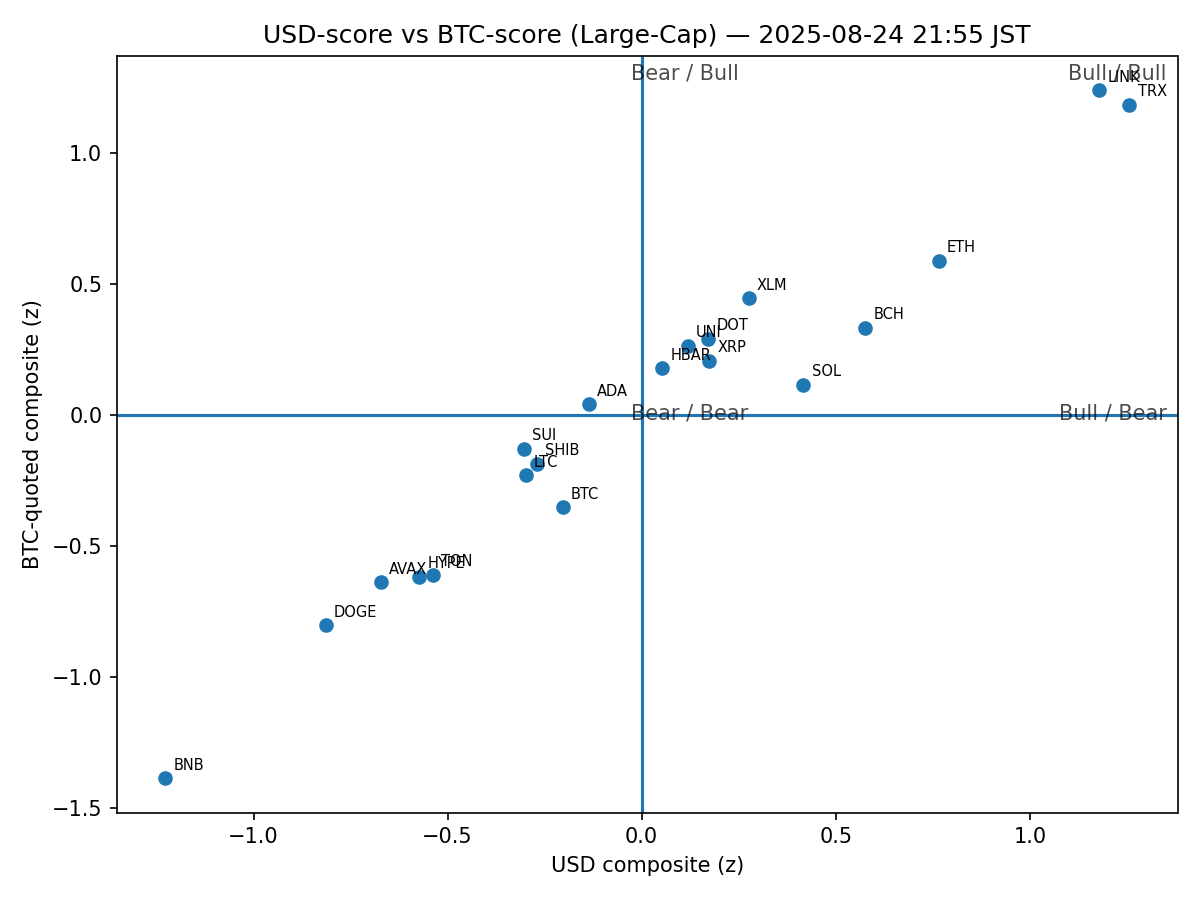 USD-score vs BTC-score (Large-Cap) — 2025-08-24 21:55 JST
Bear / Bull
Bull / Bull
LINK
TRX
1.0
ETH
0.5
XLM
BCH
DOT
UNI
XRP
HBAR
SOL
ADA
0.0
Bear / Bear
Bull / Bear
SUI
SHIB
LTC
BTC
−0.5
TON
HYPE
AVAX
DOGE
−1.0
BNB
−1.5
−1.0
−0.5
0.0
0.5
1.0
BTC-quoted composite (z)
USD composite (z)